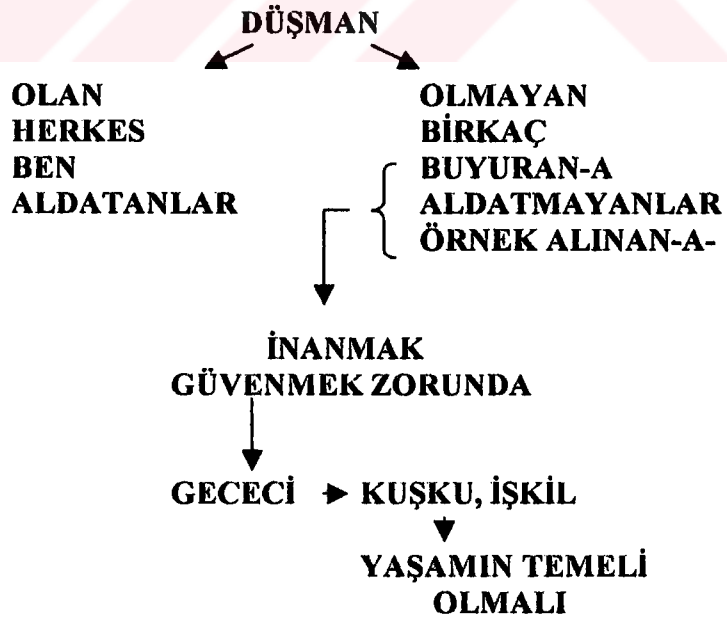 DÜŞMAN
OLAN
HERKES
BEN
ALDATANLAR
OLMAYAN
BİRKAÇ
BUYURAN-A
ALDATMAYANLAR
ÖRNEK ALINAN-A-
İNANMAK
GÜVENMEK ZORUNDA
GECECİ
KUŞKU, İŞKİL
YAŞAMIN TEMELİ
OLMALI